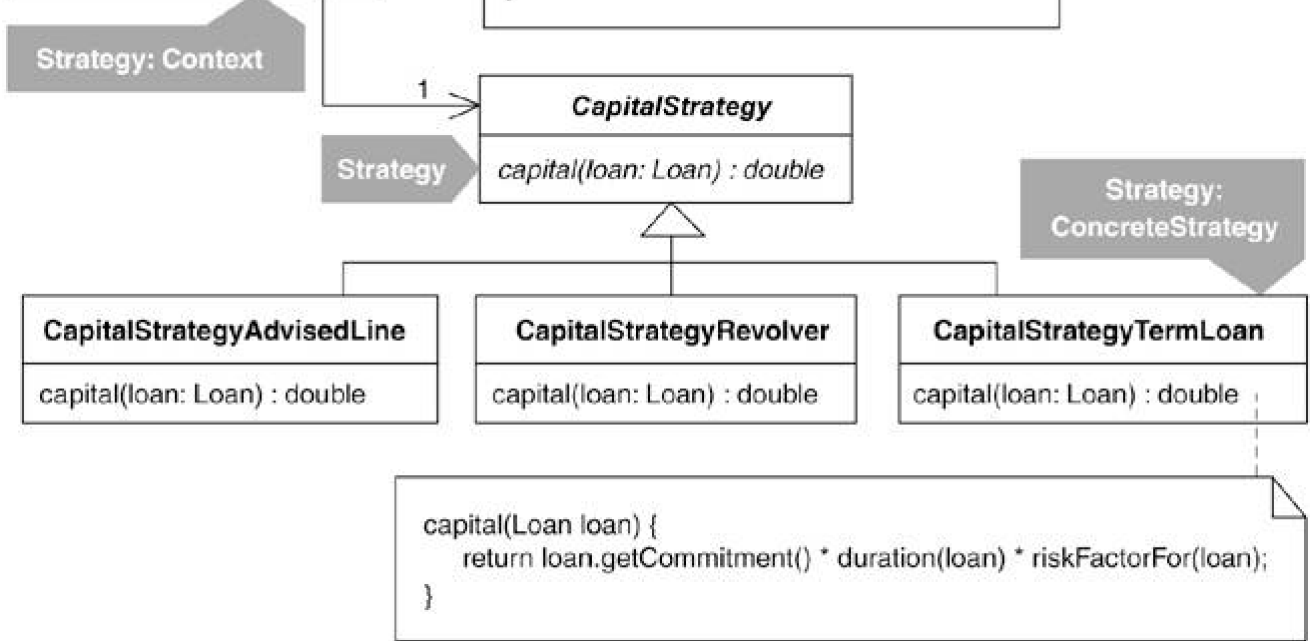 Strategy: Context
1
CapitalStrategy
Strategy
capital(loan: Loan) : double
Strategy:
ConcreteStrategy
CapitalStrategyAdvisedLine
capital(loan: Loan) : double
CapitalStrategyRevolver
capital(loan: Loan) : double
CapitalStrategyTermLoan
capital(loan: Loan) : double
capital(Loan loan) {
return loan.getCommitment() * duration(loan) * riskFactorFor(loan);
}